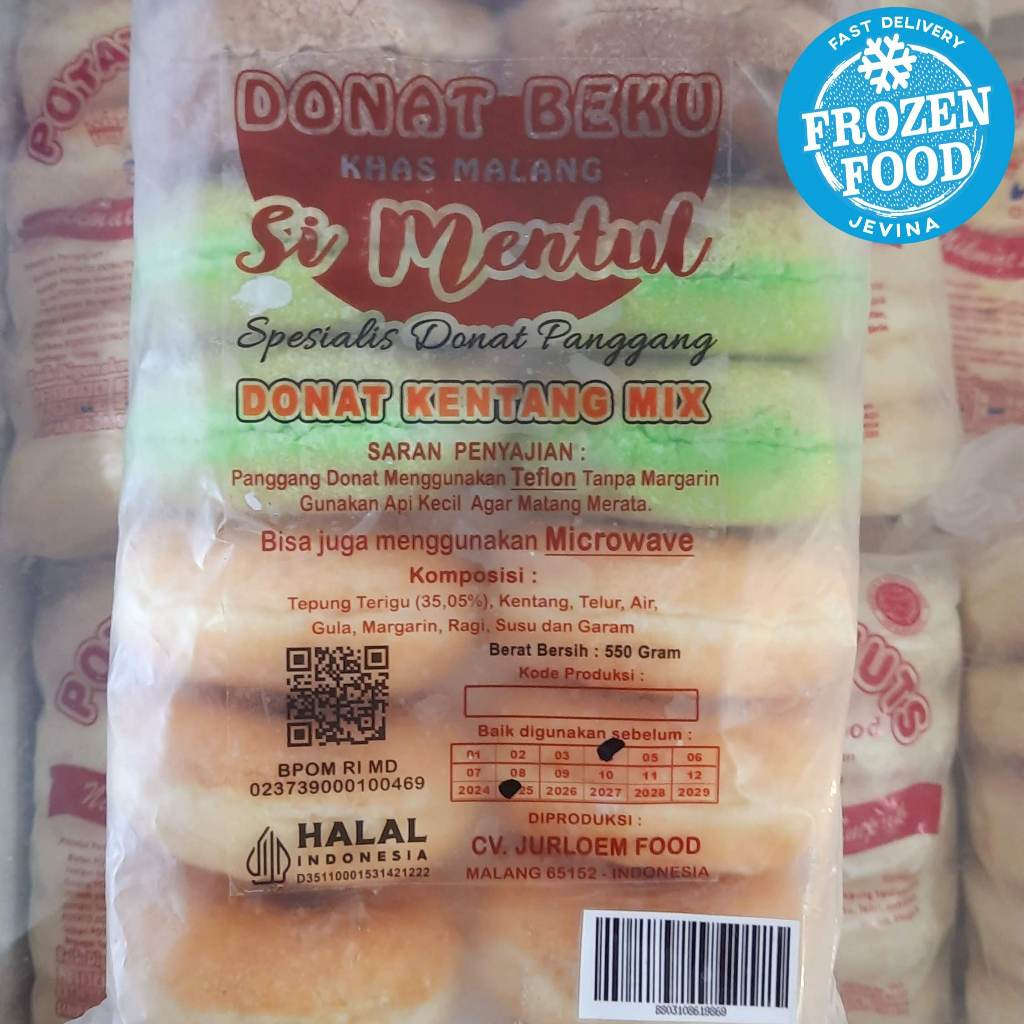 FAST DELIVERY
FROZEN
FOOD
JEVINA
DONAT BEKU
KHAS MALANG
Si Mentul
Spesialis Donat Panggang
DONAT KENTANG MIX
SARAN PENYAJIAN :
Panggang Donat Menggunakan Teflon Tanpa Margarin
Gunakan Api Kecil Agar Matang Merata.
Bisa juga menggunakan Microwave
Komposisi :
Tepung Terigu (35,05%), Kentang, Telur, Air,
Gula, Margarin, Ragi, Susu dan Garam
Berat Bersih : 550 Gram
Kode Produksi :
Baik digunakan sebelum :
01 02 03 05 06
07 08 09 10 11 12
2024 25 2026 2027 2028 2029
BPOM RI MD
023739000100469
HALAL
INDONESIA
D35110001531421222
DIPRODUKSI :
CV. JURLOEM FOOD
MALANG 65152 - INDONESIA
8803108619869